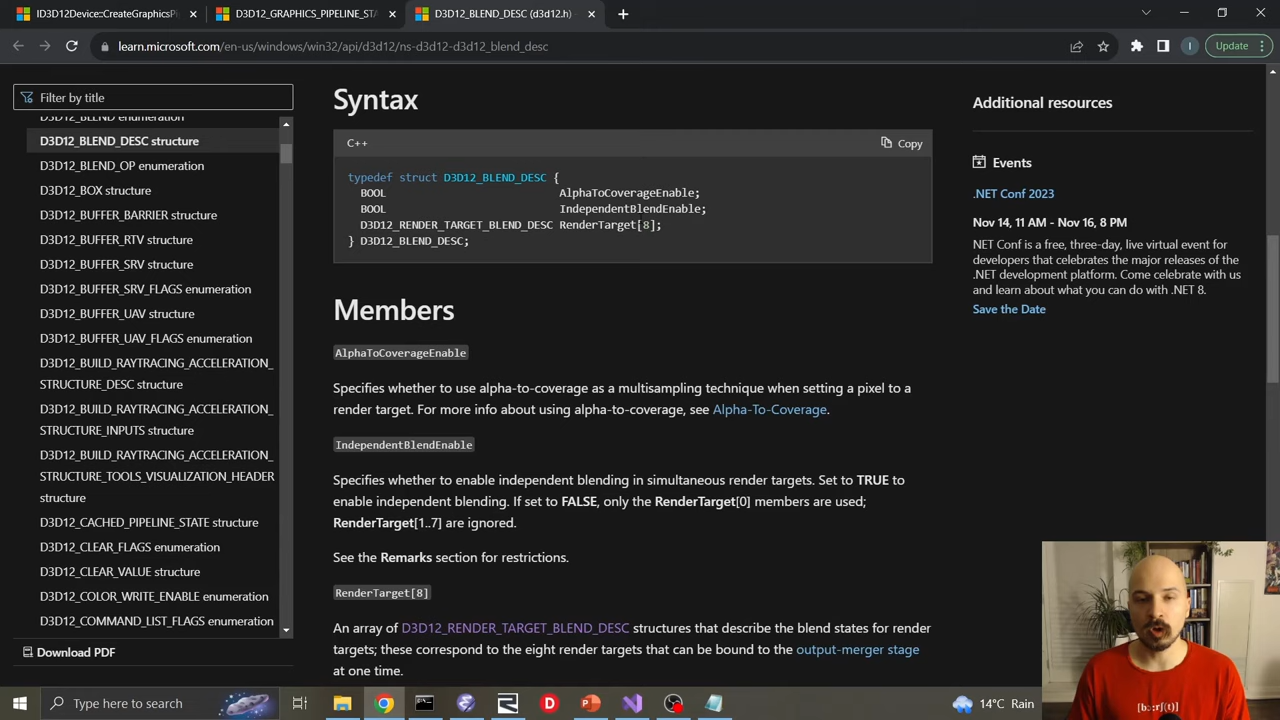 ID3D12Device::CreateGraphicsPi
D3D12_GRAPHICS_PIPELINE_STA
D3D12_BLEND_DESC (d3d12.h)
learn.microsoft.com/en-us/windows/win32/api/d3d12/ns-d3d12-d3d12_blend_desc
I
Update
Filter by title
D3D12_BLEND enumeration
D3D12_BLEND_DESC structure
D3D12_BLEND_OP enumeration
D3D12_BOX structure
D3D12_BUFFER_BARRIER structure
D3D12_BUFFER_RTV structure
D3D12_BUFFER_SRV structure
D3D12_BUFFER_SRV_FLAGS enumeration
D3D12_BUFFER_UAV structure
D3D12_BUFFER_UAV_FLAGS enumeration
D3D12_BUILD_RAYTRACING_ACCELERATION_
STRUCTURE_DESC structure
D3D12_BUILD_RAYTRACING_ACCELERATION_
STRUCTURE_INPUTS structure
D3D12_BUILD_RAYTRACING_ACCELERATION_
STRUCTURE_TOOLS_VISUALIZATION_HEADER
structure
D3D12_CACHED_PIPELINE_STATE structure
D3D12_CLEAR_FLAGS enumeration
D3D12_CLEAR_VALUE structure
D3D12_COLOR_WRITE_ENABLE enumeration
D3D12_COMMAND_LIST_FLAGS enumeration
Download PDF
Syntax
C++
Copy
typedef struct D3D12_BLEND_DESC {
BOOL AlphaToCoverageEnable;
BOOL IndependentBlendEnable;
D3D12_RENDER_TARGET_BLEND_DESC RenderTarget[8];
} D3D12_BLEND_DESC;
Members
AlphaToCoverageEnable
Specifies whether to use alpha-to-coverage as a multisampling technique when setting a pixel to a
render target. For more info about using alpha-to-coverage, see Alpha-To-Coverage.
IndependentBlendEnable
Specifies whether to enable independent blending in simultaneous render targets. Set to TRUE to
enable independent blending. If set to FALSE, only the RenderTarget[0] members are used;
RenderTarget[1..7] are ignored.
See the Remarks section for restrictions.
RenderTarget[8]
An array of D3D12_RENDER_TARGET_BLEND_DESC structures that describe the blend states for render
targets; these correspond to the eight render targets that can be bound to the output-merger stage
at one time.
Additional resources
Events
.NET Conf 2023
Nov 14, 11 AM - Nov 16, 8 PM
.NET Conf is a free, three-day, live virtual event for
developers that celebrates the major releases of the
.NET development platform. Come celebrate with us
and learn about what you can do with .NET 8.
Save the Date
Type here to search
14°C Rain